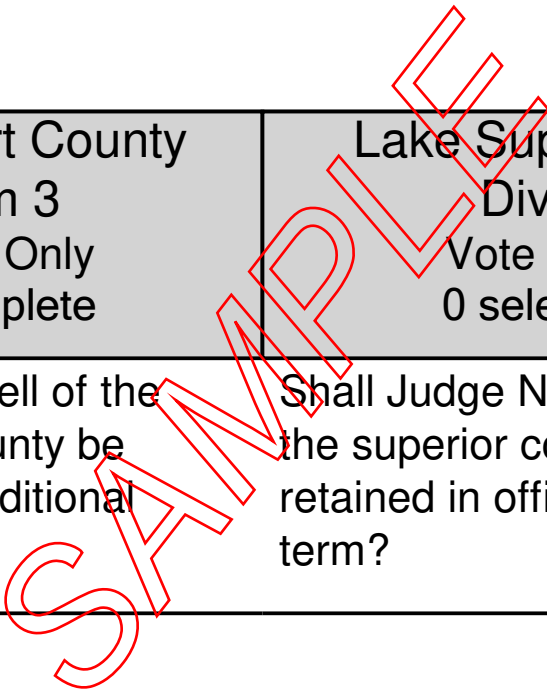 rt County
m 3
Only
plete
ell of the
unty be
ditional
Lake Sup
Div
Vote
0 sele
Shall Judge N
the superior co
retained in offi
term?
SAMPLE